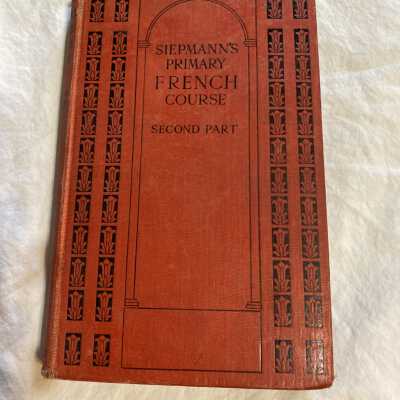 SIEPMANN'S
PRIMARY
FRENCH
COURSE
SECOND PART